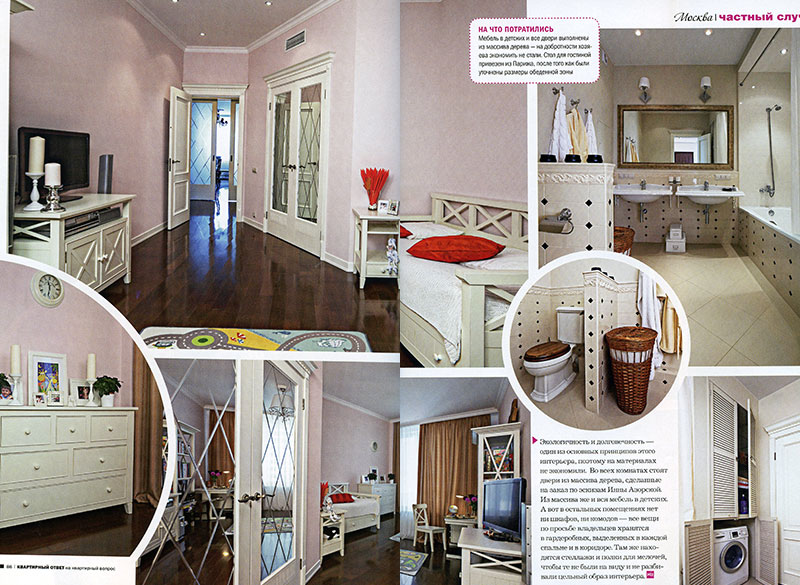 Москва | частный слу
НА ЧТО ПОТРАТИЛИСЬ
Мебель в детских и все двери выполнены
из массива дерева — на добротности хозя-
ева экономить не стали. Стол для гостиной
привезен из Парижа, после того как были
уточнены размеры обеденной зоны
Экологичность и долговечность —
один из основных принципов этого
интерьера, поэтому на материалах
не экономили. Во всех комнатах стоят
двери из массива дерева, сделанные
на заказ по эскизам Инны Азорской.
Из массива же и вся мебель в детских.
А вот в остальных помещениях нет
ни шкафов, ни комодов — все вещи
по просьбе владельцев хранятся
в гардеробных, выделенных в каждой
спальне и в коридоре. Там же нахо-
дятся стеллажи и полки для мелочей,
чтобы те не были на виду и не разби-
вали цельный образ интерьера.
КВАРТИРНЫЙ ОТВЕТ на квартирный вопрос